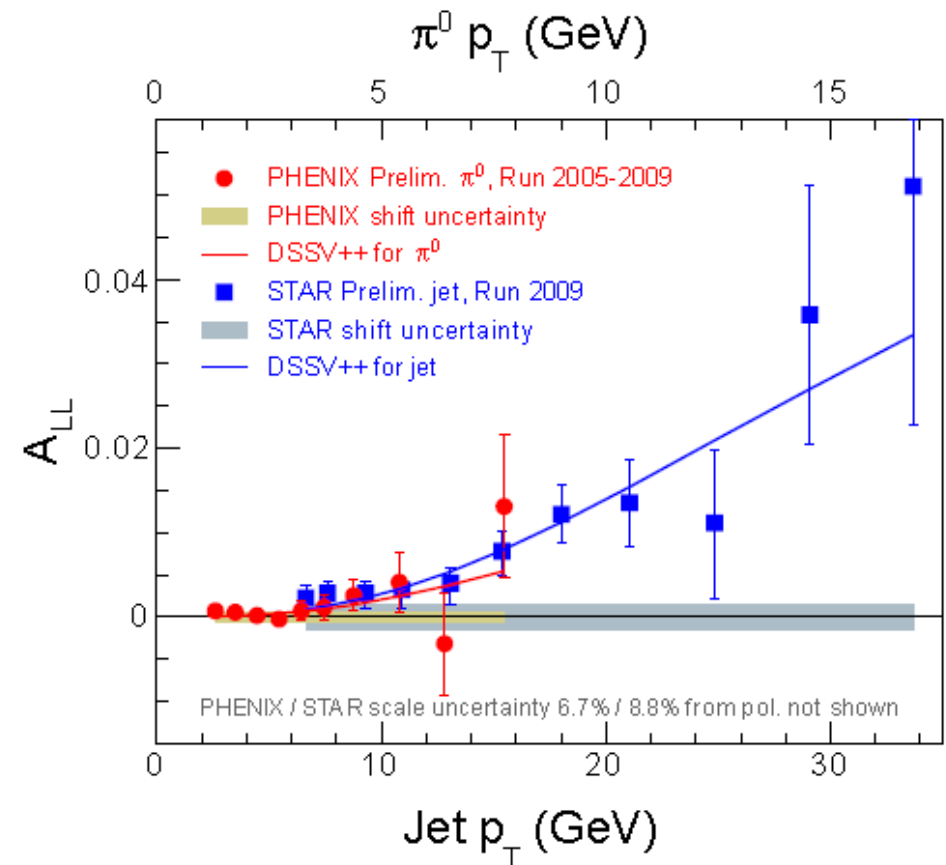 π⁰ p_T (GeV)
0 5 10 15
PHENIX Prelim. π⁰, Run 2005-2009
PHENIX shift uncertainty
DSSV++ for π⁰
STAR Prelim. jet, Run 2009
STAR shift uncertainty
DSSV++ for jet
A_LL
0.04
0.02
0
PHENIX / STAR scale uncertainty 6.7% / 8.8% from pol. not shown
0 10 20 30
Jet p_T (GeV)